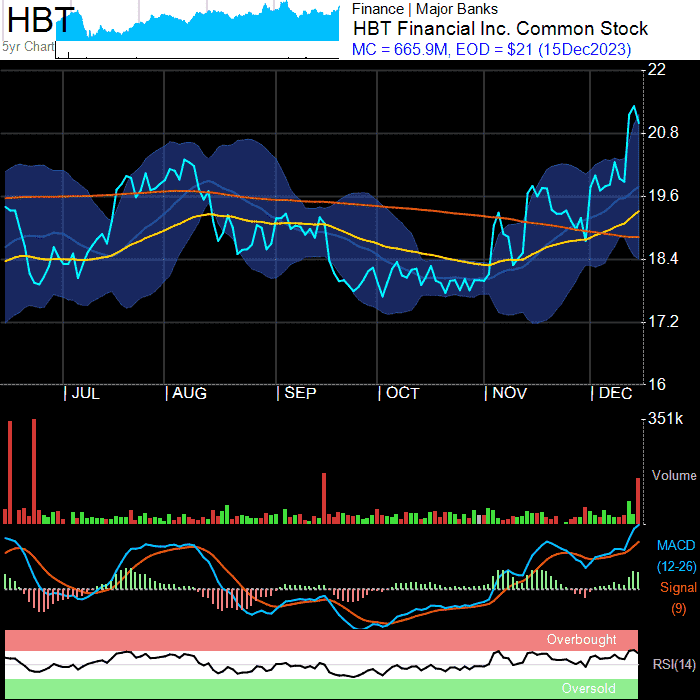 HBT
5yr Chart
Finance | Major Banks
HBT Financial Inc. Common Stock
MC = 665.9M, EOD = $21 (15Dec2023)
22
20.8
19.6
18.4
17.2
16
| JUL | AUG | SEP | OCT | NOV | DEC
351k
Volume
MACD
(12-26)
Signal
(9)
Overbought
RSI(14)
Oversold